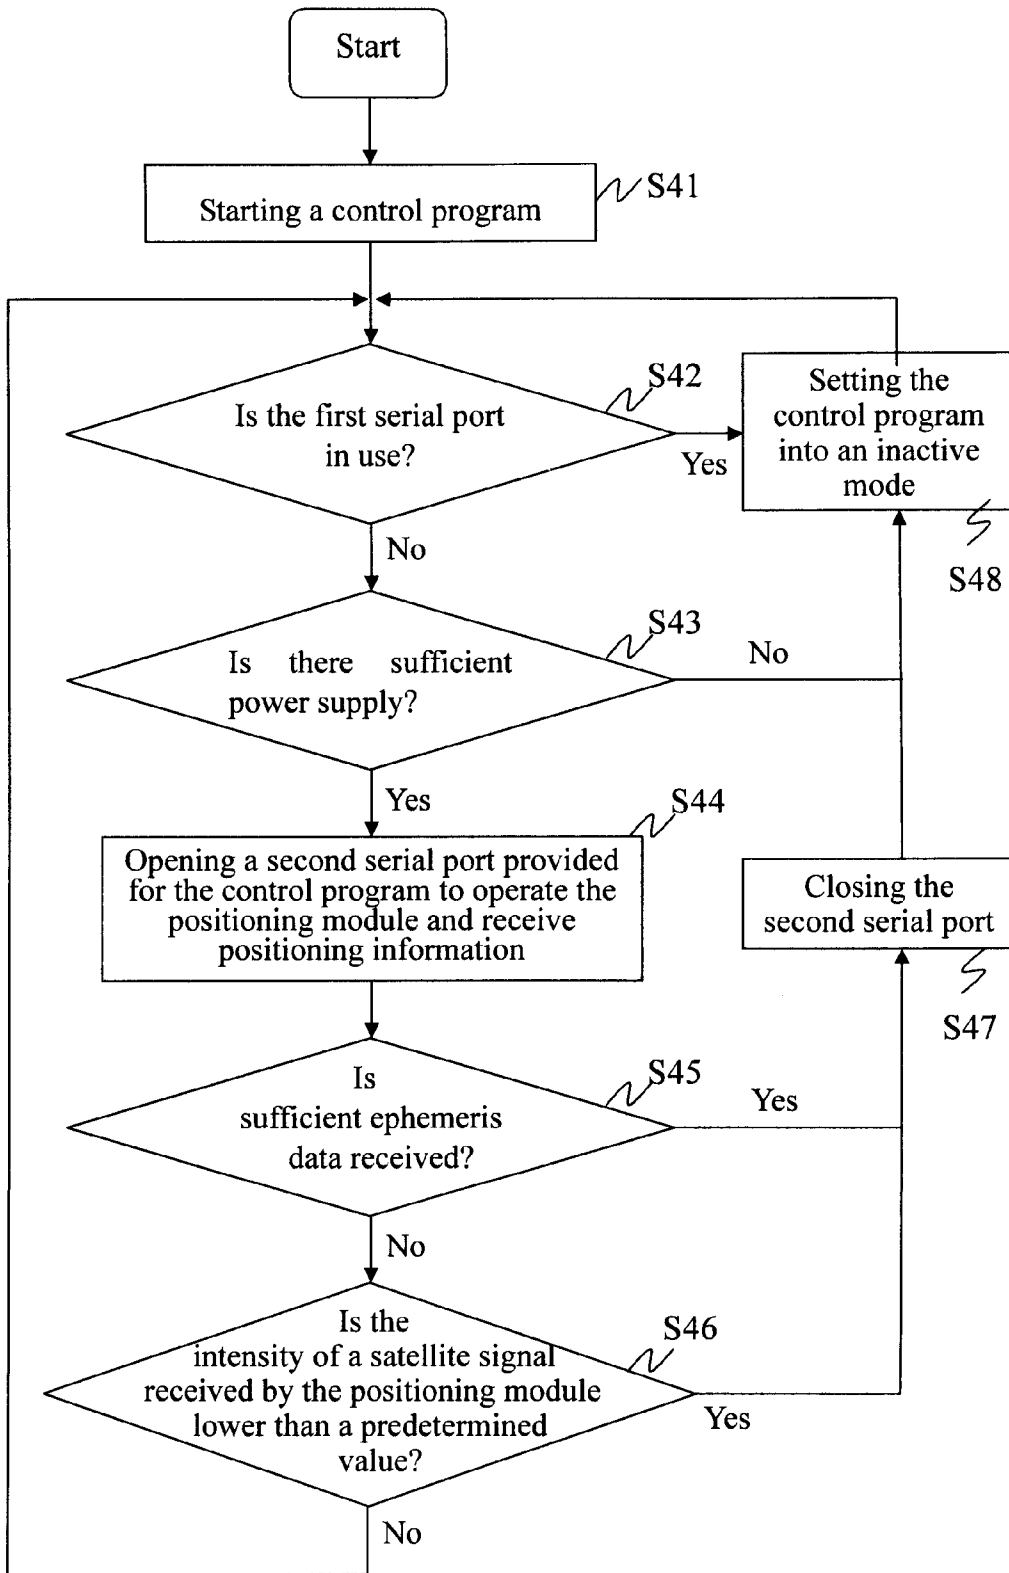 Start
Starting a control program
S41
Is the first serial port
in use?
S42
Yes
No
Setting the
control program
into an inactive
mode
S48
Is there sufficient
power supply?
S43
No
Yes
S44
Opening a second serial port provided
for the control program to operate the
positioning module and receive
positioning information
Closing the
second serial port
S47
Is
sufficient ephemeris
data received?
S45
Yes
No
Is the
intensity of a satellite signal
received by the positioning module
lower than a predetermined
value?
S46
Yes
No